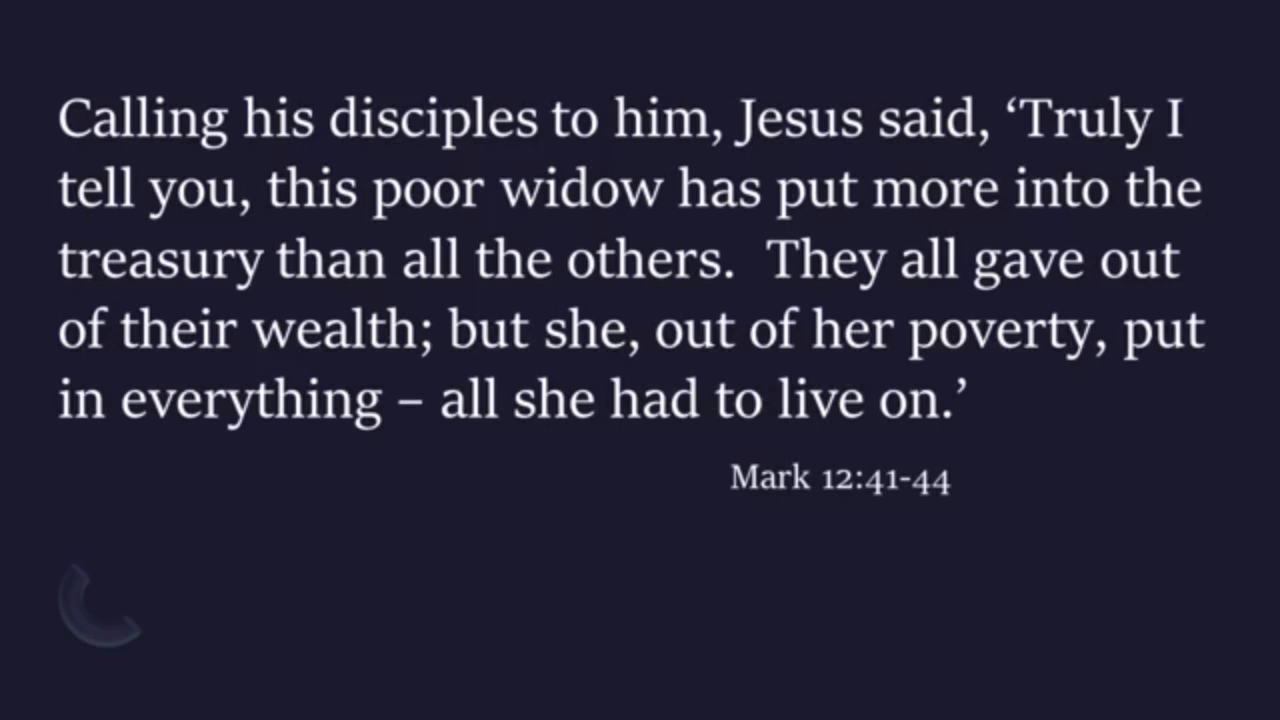 Calling his disciples to him, Jesus said, ‘Truly I
tell you, this poor widow has put more into the
treasury than all the others.  They all gave out
of their wealth; but she, out of her poverty, put
in everything – all she had to live on.’
Mark 12:41-44